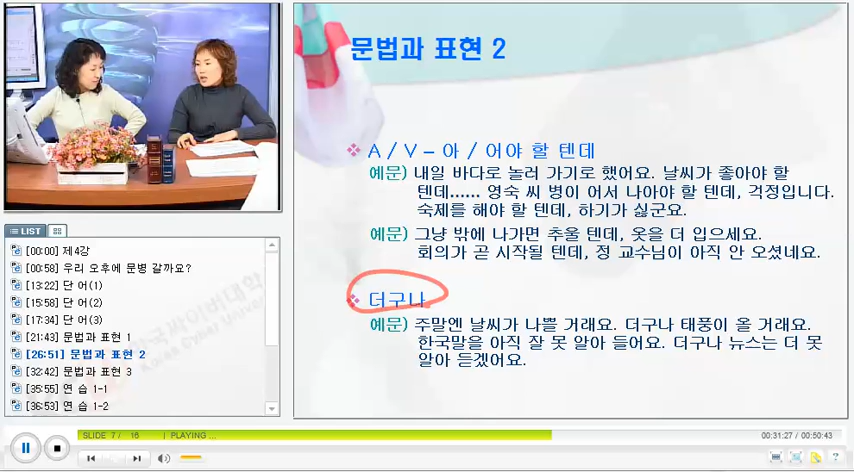 문법과 표현 2
A / V – 아 / 어야 할 텐데
예문) 내일 바다로 놀러 가기로 했어요. 날씨가 좋아야 할
텐데...... 영숙 씨 병이 어서 나아야 할 텐데, 걱정입니다.
숙제를 해야 할 텐데, 하기가 싫군요.
예문) 그냥 밖에 나가면 추울 텐데, 옷을 더 입으세요.
회의가 곧 시작될 텐데, 정 교수님이 아직 안 오셨네요.
더구나
예문) 주말엔 날씨가 나쁠 거래요. 더구나 태풍이 올 거래요.
한국말을 아직 잘 못 알아 들어요. 더구나 뉴스는 더 못
알아 듣겠어요.
LIST
[00:00] 제4강
[00:58] 우리 오후에 문병 갈까요?
[13:22] 단 어(1)
[15:58] 단 어(2)
[17:34] 단 어(3)
[21:43] 문법과 표현 1
[26:51] 문법과 표현 2
[32:42] 문법과 표현 3
[35:55] 연 습 1-1
[36:53] 연 습 1-2
SLIDE 7 / 16 | PLAYING ...
00:31:27 / 00:50:43